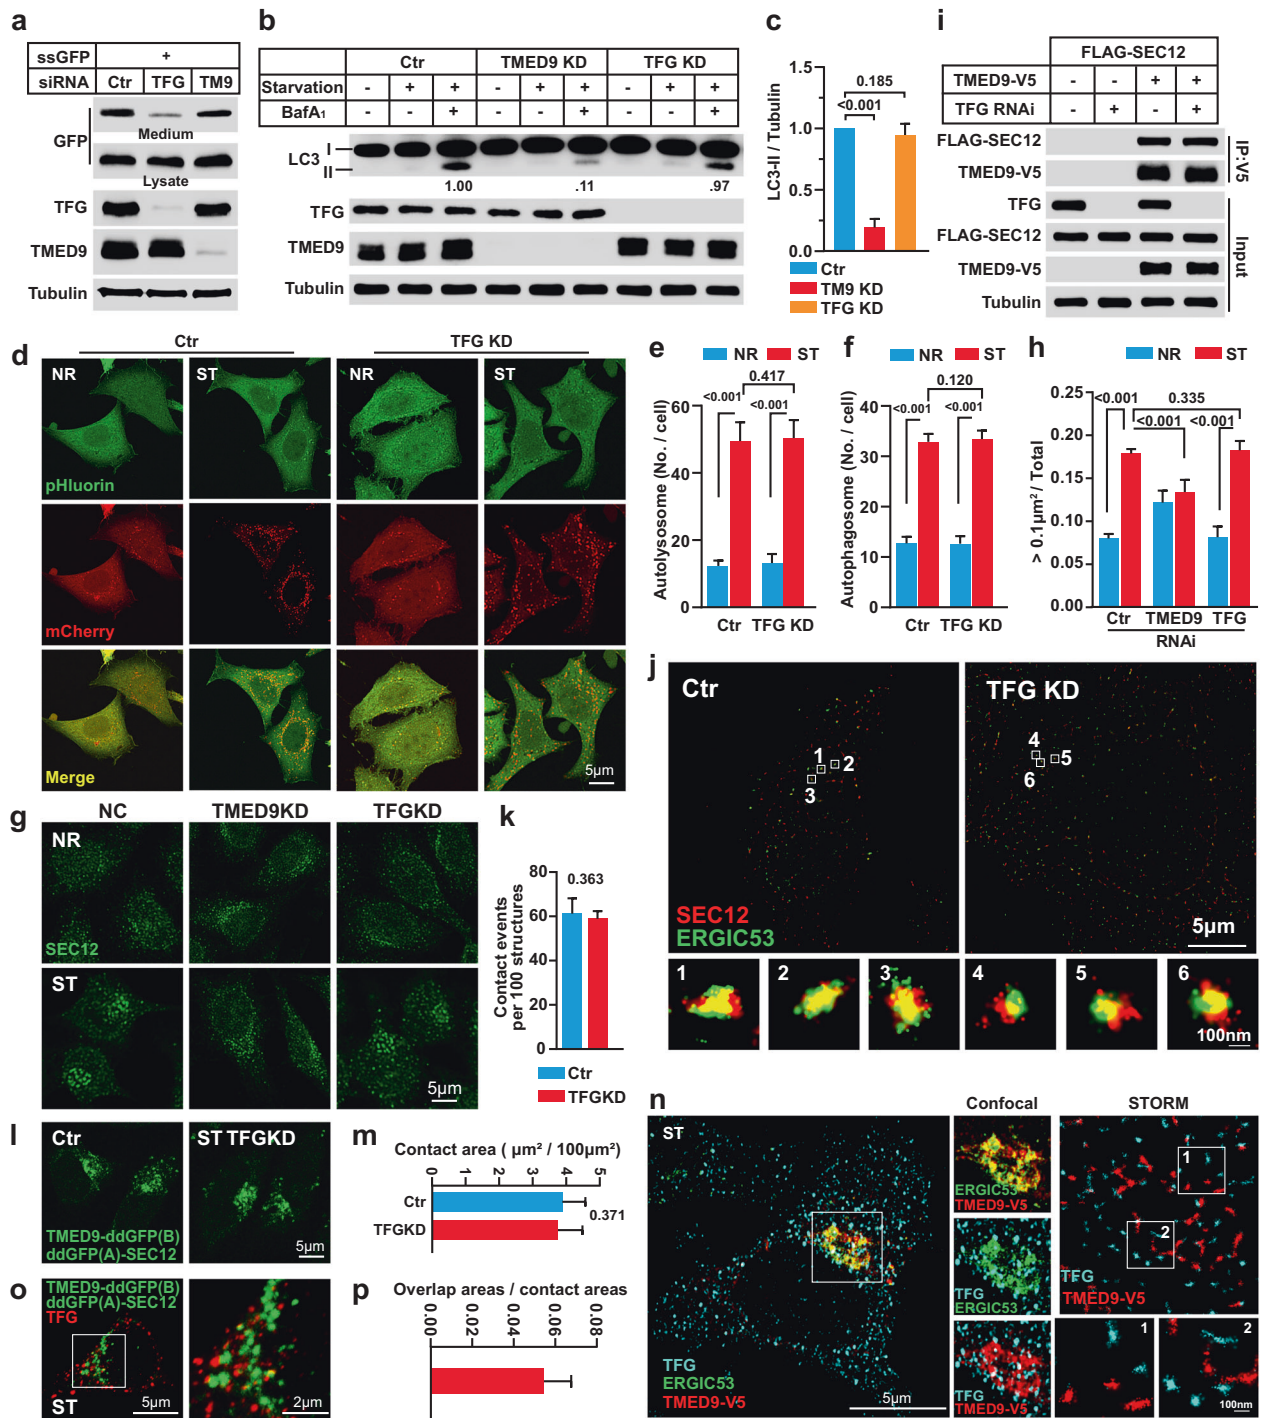 a
ssGFP +
siRNA Ctr TFG TM9
GFP
Medium
Lysate
TFG
TMED9
Tubulin
b
Ctr TMED9 KD TFG KD
Starvation - + + - + + - + +
BafA1 - - + - - + - - +
LC3 I
II
1.00 .11 .97
TFG
TMED9
Tubulin
c
LC3-II / Tubulin
1.5
1.0
0.5
0.0
0.185
<0.001
Ctr
TM9 KD
TFG KD
i
FLAG-SEC12
TMED9-V5 - - + +
TFG RNAi - + - +
FLAG-SEC12
TMED9-V5
IP:V5
TFG
FLAG-SEC12
TMED9-V5
Tubulin
Input
d
Ctr TFG KD
NR ST NR ST
pHluorin
mCherry
Merge
5μm
e
NR ST
Autolysosome (No. / cell)
60
40
20
0
0.417
<0.001 <0.001
Ctr TFG KD
f
NR ST
Autophagosome (No. / cell)
40
30
20
10
0
0.120
<0.001 <0.001
Ctr TFG KD
h
NR ST
> 0.1μm² / Total
0.25
0.20
0.15
0.10
0.05
0.00
<0.001 0.335
<0.001 <0.001
Ctr TMED9 TFG
RNAi
g
NC TMED9KD TFGKD
NR
SEC12
ST
5μm
k
Contact events
per 100 structures
80
60
40
20
0
0.363
Ctr
TFGKD
j
Ctr TFG KD
1 2
3
4
5
6
SEC12
ERGIC53
5μm
1 2 3 4 5 6
100nm
l
Ctr ST TFGKD
TMED9-ddGFP(B)
ddGFP(A)-SEC12
5μm
m
Contact area ( μm² / 100μm²)
0 1 2 3 4 5
Ctr
TFGKD
0.371
n
ST
TFG
ERGIC53
TMED9-V5
5μm
Confocal
ERGIC53
TMED9-V5
TFG
ERGIC53
TFG
TMED9-V5
STORM
1
2
TFG
TMED9-V5
1 2
100nm
o
TMED9-ddGFP(B)
ddGFP(A)-SEC12
TFG
ST
5μm
2μm
p
Overlap areas / contact areas
0.00 0.02 0.04 0.06 0.08